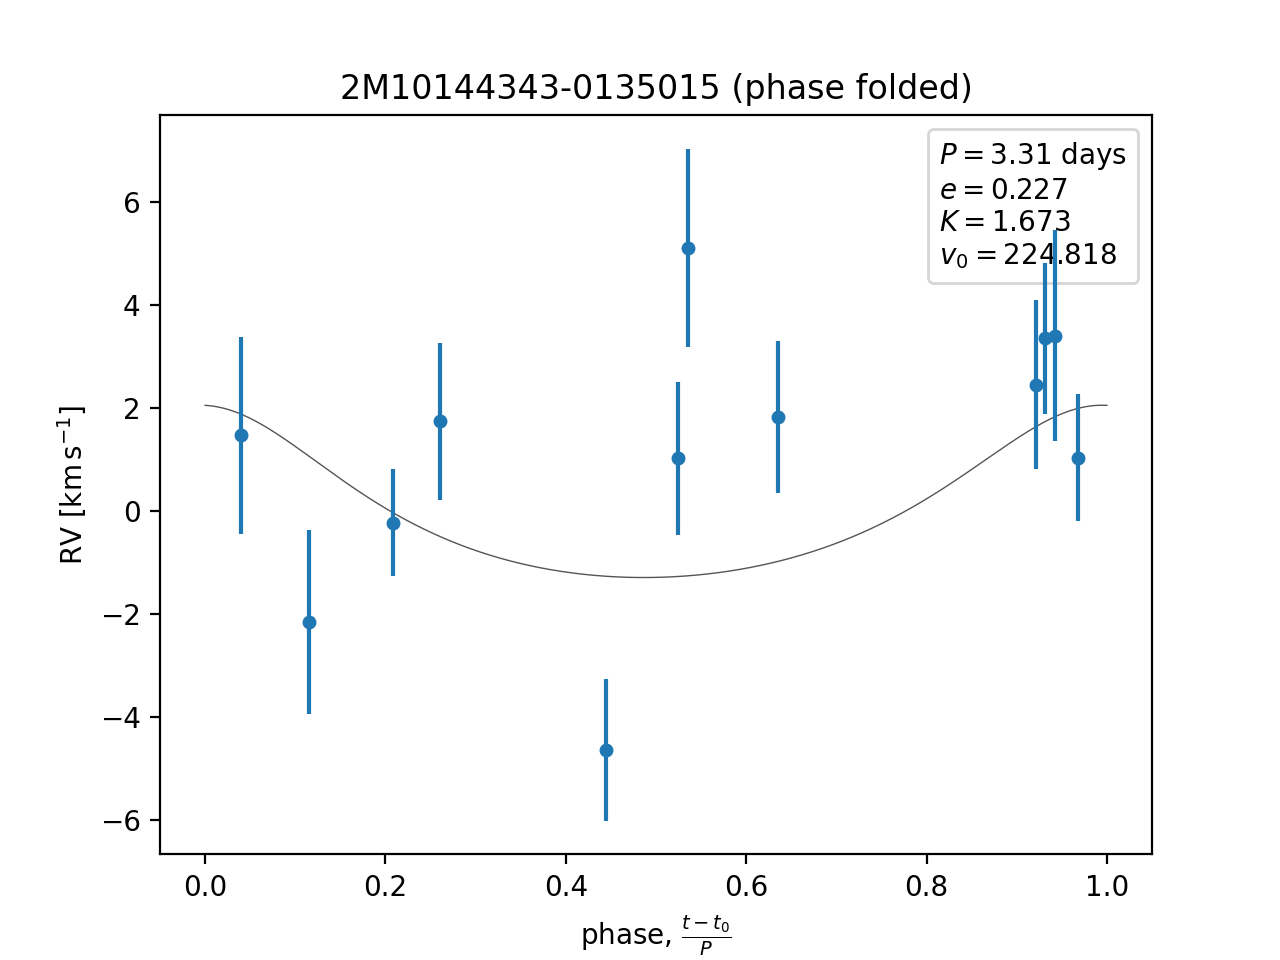 2M10144343-0135015 (phase folded)
P = 3.31 days
e = 0.227
K = 1.673
v₀ = 224.818
RV [km s⁻¹]
6
4
2
0
−2
−4
−6
0.0 0.2 0.4 0.6 0.8 1.0
phase, (t − t₀)/P